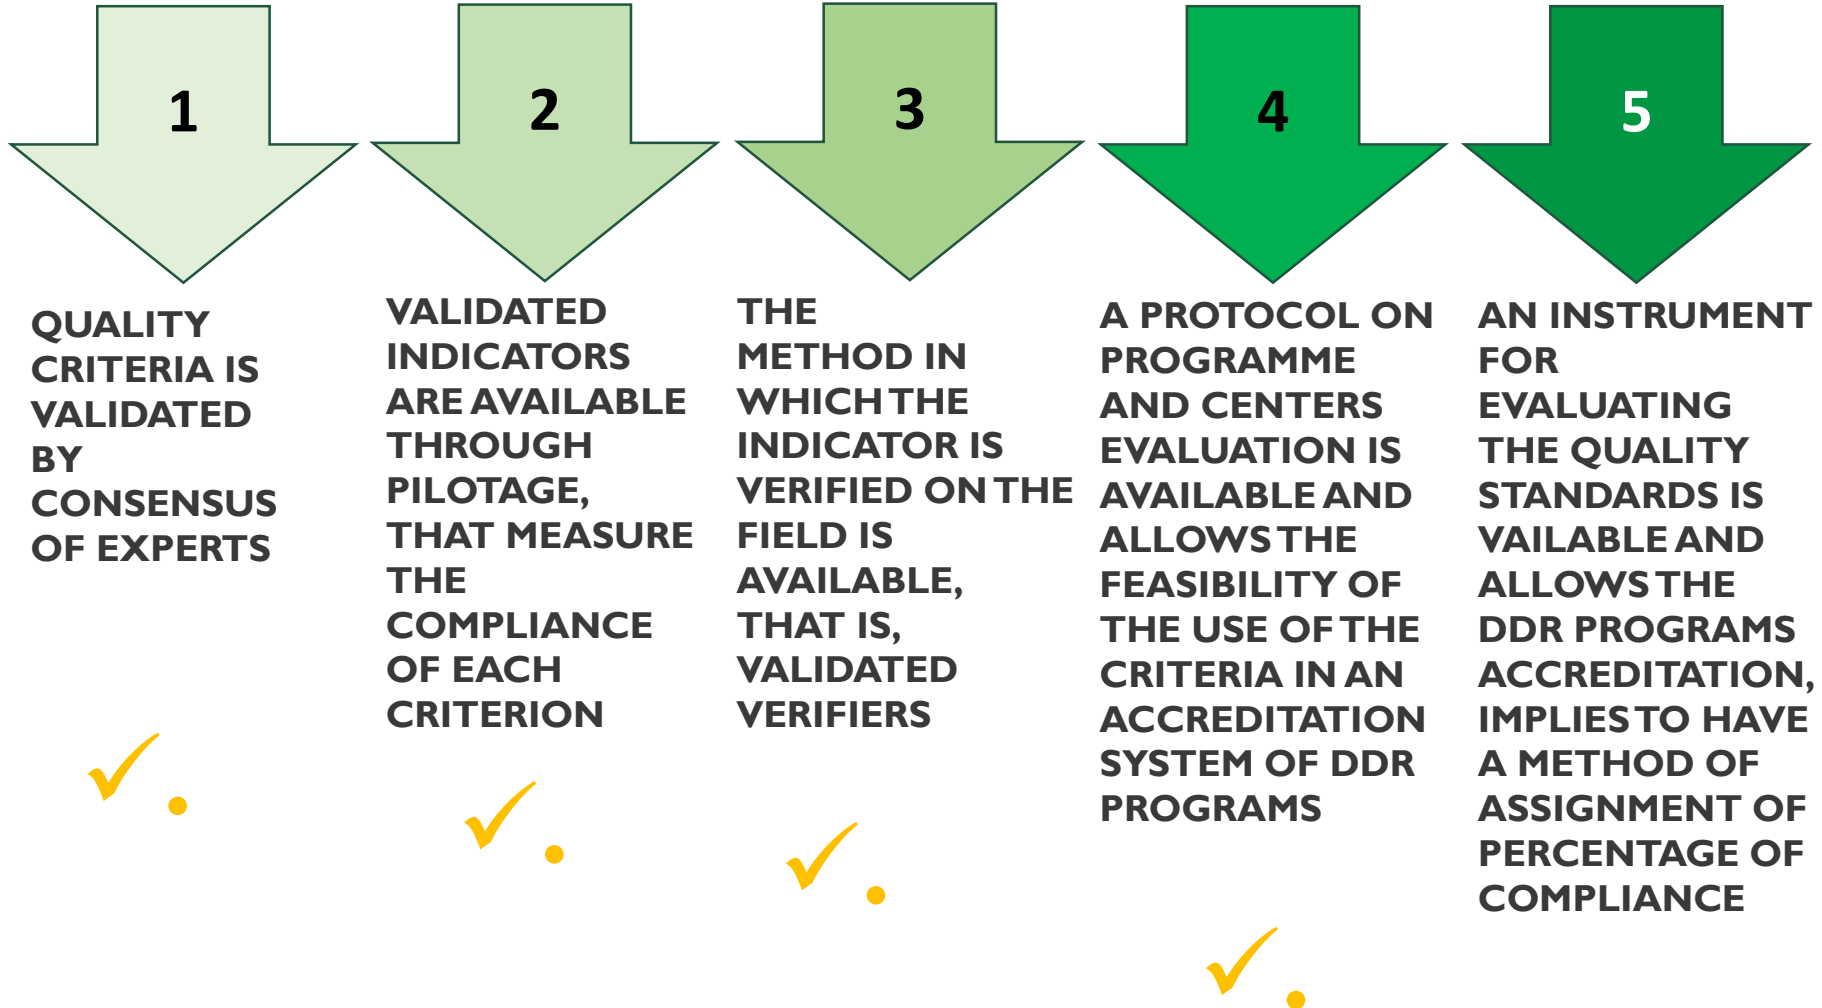 1
QUALITY
CRITERIA IS
VALIDATED
BY
CONSENSUS
OF EXPERTS
2
VALIDATED
INDICATORS
ARE AVAILABLE
THROUGH
PILOTAGE,
THAT MEASURE
THE
COMPLIANCE
OF EACH
CRITERION
3
THE
METHOD IN
WHICH THE
INDICATOR IS
VERIFIED ON THE
FIELD IS
AVAILABLE,
THAT IS,
VALIDATED
VERIFIERS
4
A PROTOCOL ON
PROGRAMME
AND CENTERS
EVALUATION IS
AVAILABLE AND
ALLOWS THE
FEASIBILITY OF
THE USE OF THE
CRITERIA IN AN
ACCREDITATION
SYSTEM OF DDR
PROGRAMS
5
AN INSTRUMENT
FOR
EVALUATING
THE QUALITY
STANDARDS IS
VAILABLE AND
ALLOWS THE
DDR PROGRAMS
ACCREDITATION,
IMPLIES TO HAVE
A METHOD OF
ASSIGNMENT OF
PERCENTAGE OF
COMPLIANCE